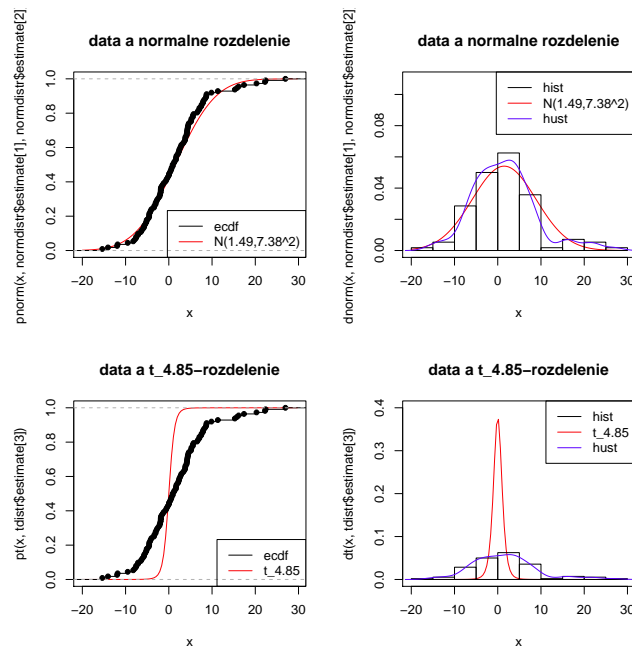 data a normalne rozdelenie
pnorm(x, normdistr$estimate[1], normdistr$estimate[2]
1.0
0.8
0.6
0.4
0.2
0.0
ecdf
N(1.49,7.38^2)
−20 −10 0 10 20 30
x
data a normalne rozdelenie
dnorm(x, normdistr$estimate[1], normdistr$estimate[2]
0.08
0.04
0.00
hist
N(1.49,7.38^2)
hust
−20 −10 0 10 20 30
x
data a t_4.85−rozdelenie
pt(x, tdistr$estimate[3])
1.0
0.8
0.6
0.4
0.2
0.0
ecdf
t_4.85
−20 −10 0 10 20 30
x
data a t_4.85−rozdelenie
dt(x, tdistr$estimate[3])
0.4
0.3
0.2
0.1
0.0
hist
t_4.85
hust
−20 −10 0 10 20 30
x